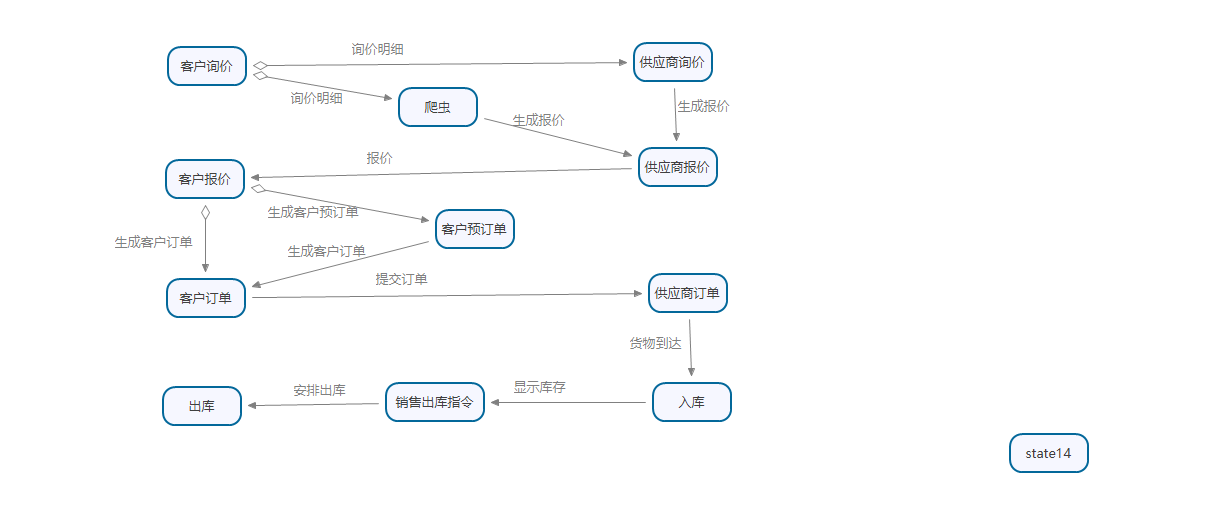 询价明细
客户询价
供应商询价
询价明细
爬虫
生成报价
生成报价
报价
供应商报价
客户报价
生成客户预订单
客户预订单
生成客户订单
生成客户订单
提交订单
客户订单
供应商订单
货物到达
显示库存
安排出库
出库
销售出库指令
入库
state14